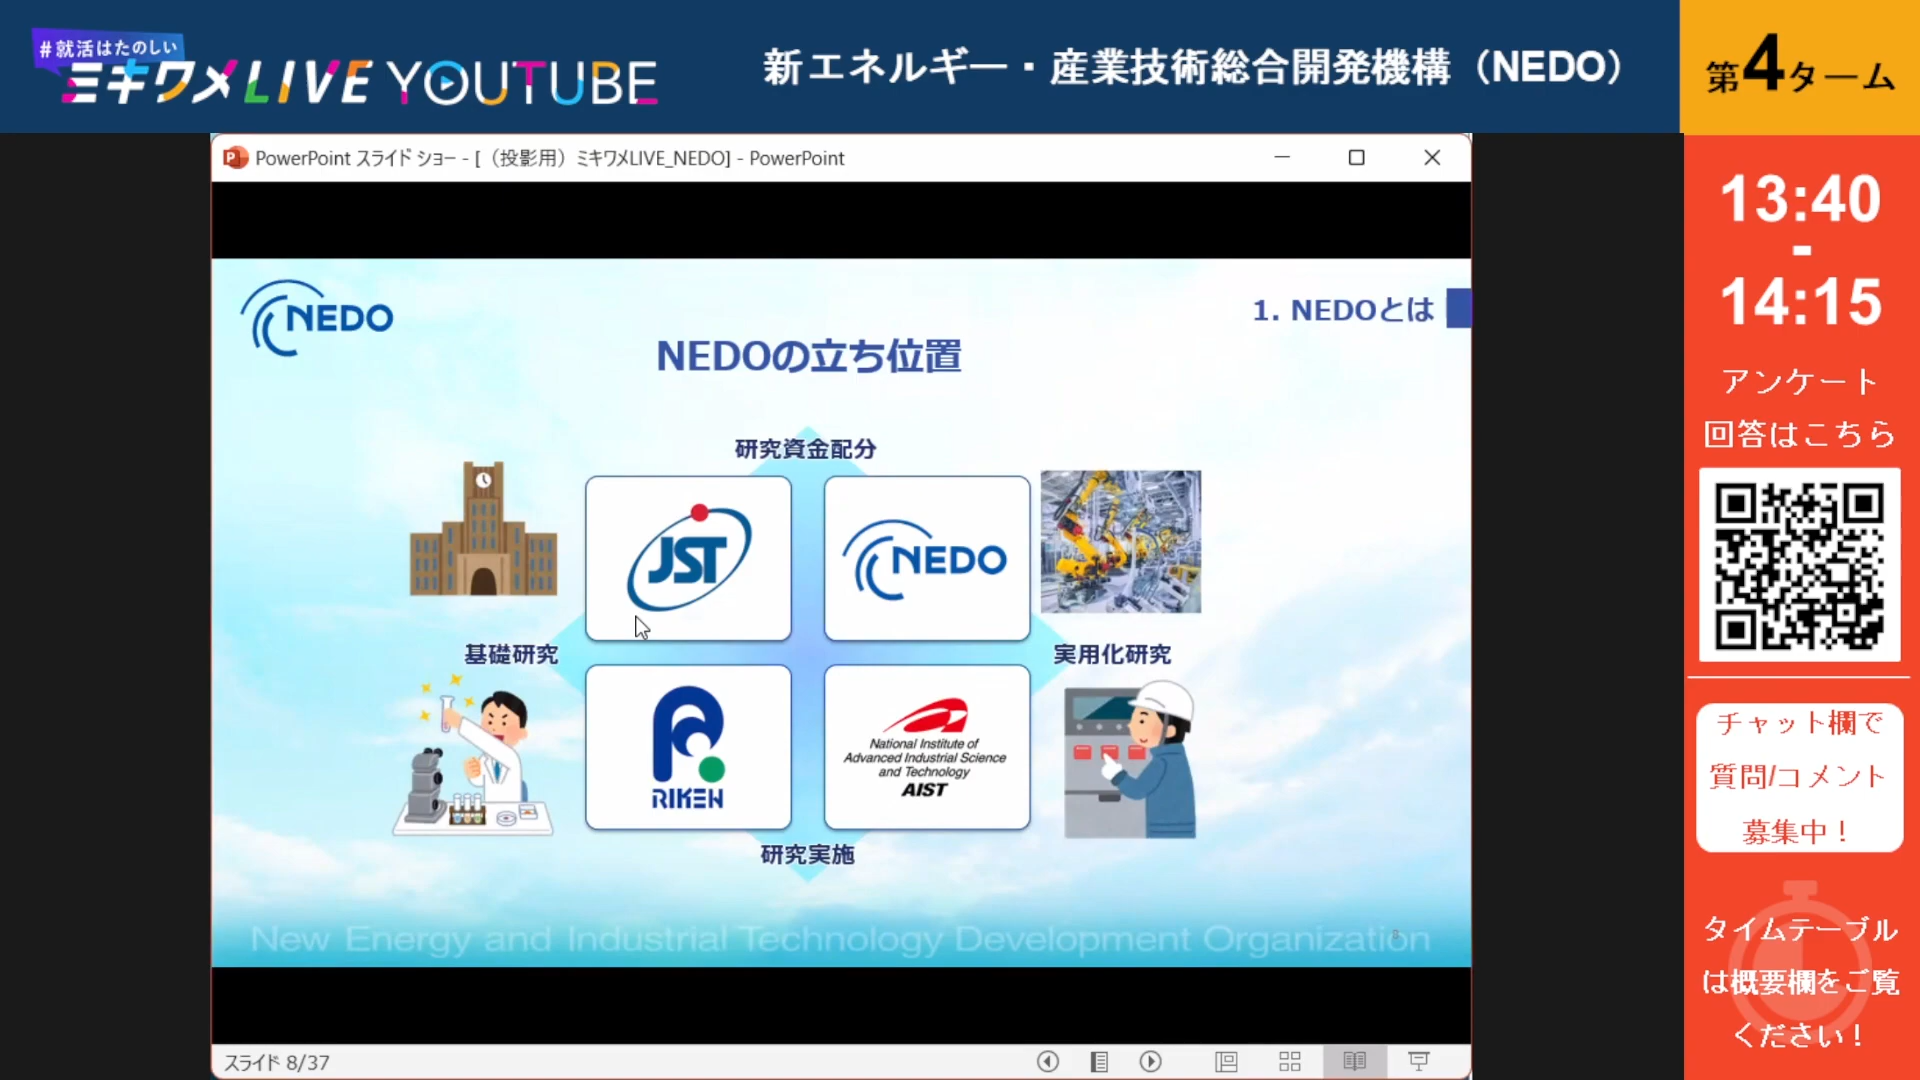 #就活はたのしい
ミキワメLIVE YOUTUBE
新エネルギー・産業技術総合開発機構（NEDO）
第4ターム
PowerPoint スライド ショー - [（投影用）ミキワメLIVE_NEDO] - PowerPoint
13:40
-
14:15
アンケート
回答はこちら
チャット欄で
質問/コメント
募集中！
タイムテーブル
は概要欄をご覧
ください！
NEDO
1. NEDOとは
NEDOの立ち位置
研究資金配分
JST
NEDO
基礎研究
実用化研究
RIKEN
National Institute of
Advanced Industrial Science
and Technology
AIST
研究実施
New Energy and Industrial Technology Development Organization
8
スライド 8/37